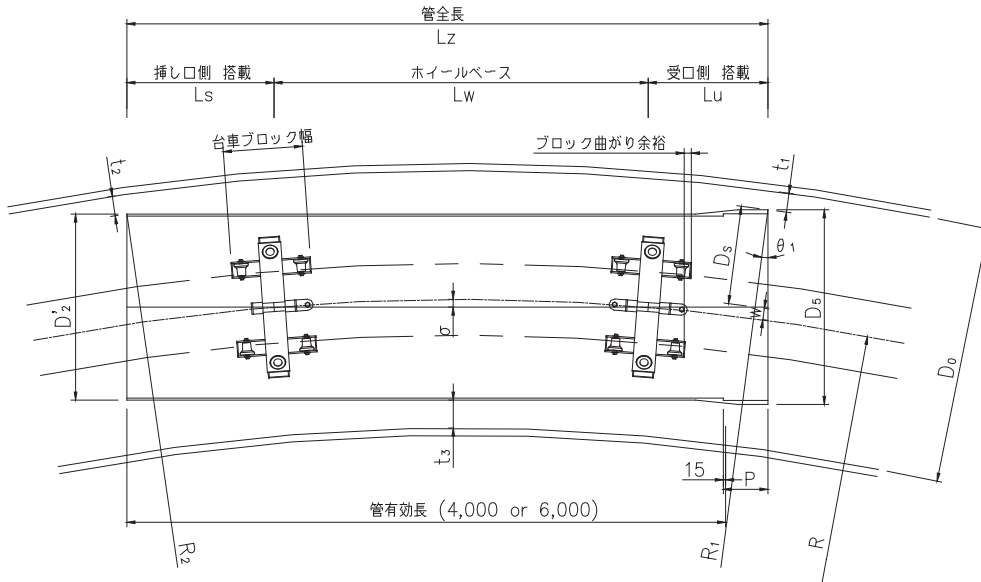 管全長
Lz
挿し口側 搭載
ホイールベース
受口側 搭載
Ls
Lw
Lu
台車ブロック幅
ブロック曲がり余裕
t₂
t₁
θ₁
Ds
D₂'
D₅
σ
w
D₀
t₃
15
P
管有効長 (4,000 or 6,000)
R₂
R₁
R